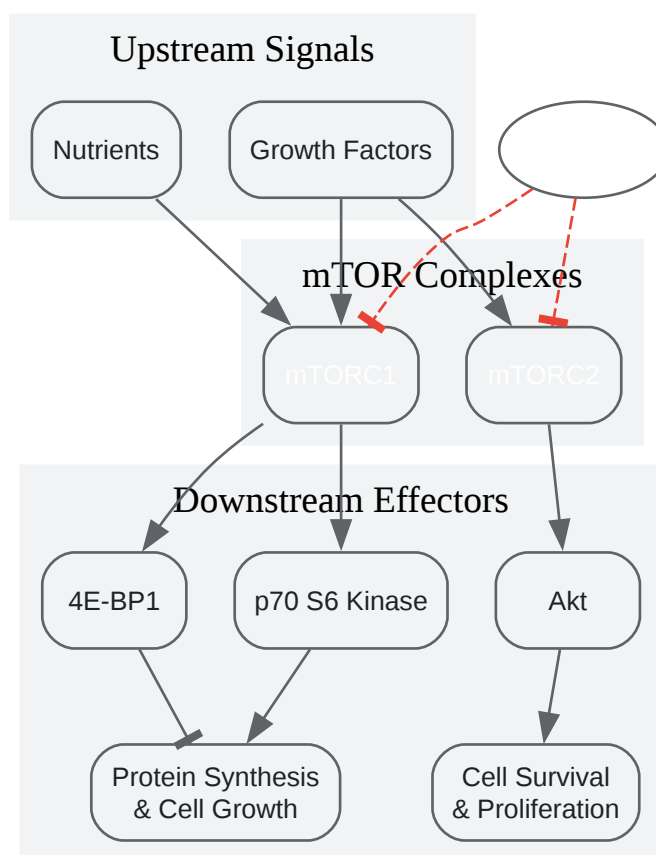 Upstream Signals
Nutrients
Growth Factors
mTOR Complexes
mTORC1
mTORC2
Downstream Effectors
4E-BP1
p70 S6 Kinase
Akt
Protein Synthesis
& Cell Growth
Cell Survival
& Proliferation